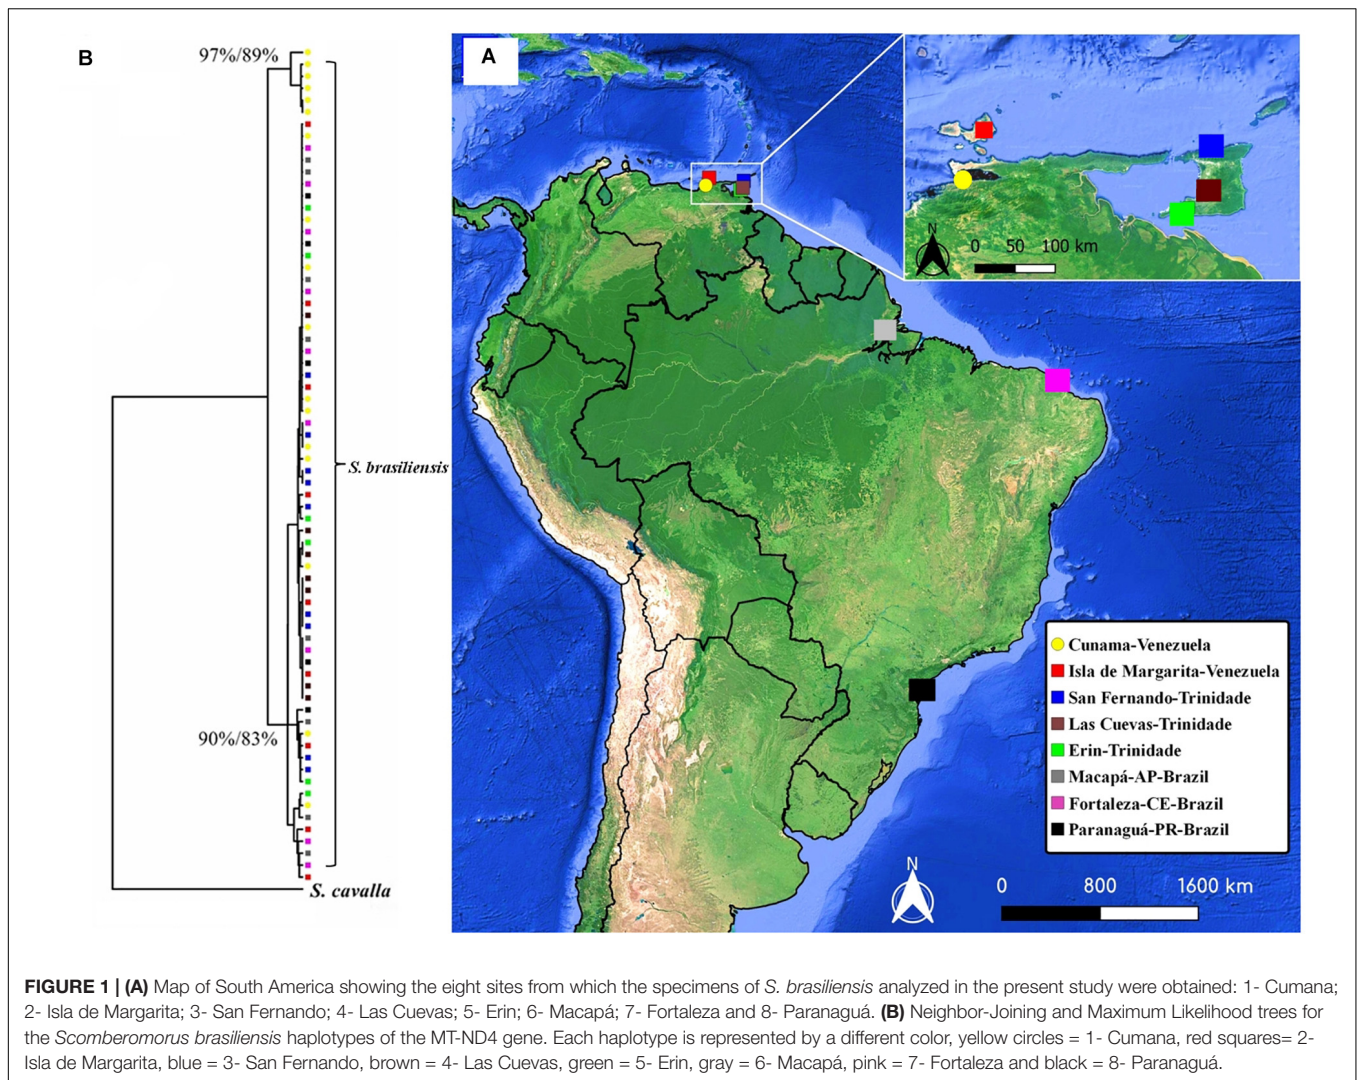 B
97%/89%
S. brasiliensis
90%/83%
S. cavalla
A
N
0 50 100 km
Cunama-Venezuela
Isla de Margarita-Venezuela
San Fernando-Trinidade
Las Cuevas-Trinidade
Erin-Trinidade
Macapá-AP-Brazil
Fortaleza-CE-Brazil
Paranaguá-PR-Brazil
N
0 800 1600 km
FIGURE 1 | (A) Map of South America showing the eight sites from which the specimens of S. brasiliensis analyzed in the present study were obtained: 1- Cumana;
2- Isla de Margarita; 3- San Fernando; 4- Las Cuevas; 5- Erin; 6- Macapá; 7- Fortaleza and 8- Paranaguá. (B) Neighbor-Joining and Maximum Likelihood trees for
the Scomberomorus brasiliensis haplotypes of the MT-ND4 gene. Each haplotype is represented by a different color, yellow circles = 1- Cumana, red squares= 2-
Isla de Margarita, blue = 3- San Fernando, brown = 4- Las Cuevas, green = 5- Erin, gray = 6- Macapá, pink = 7- Fortaleza and black = 8- Paranaguá.